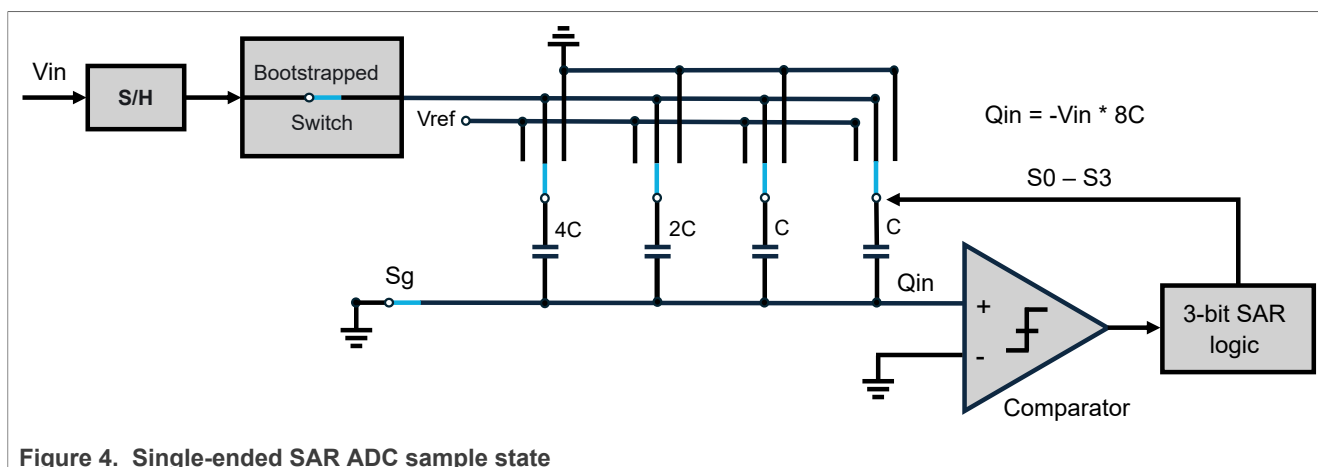 Vin
S/H
Bootstrapped
Switch
Vref
Qin = -Vin * 8C
S0 – S3
4C
2C
C
C
Sg
Qin
+
-
3-bit SAR
logic
Comparator
Figure 4. Single-ended SAR ADC sample state